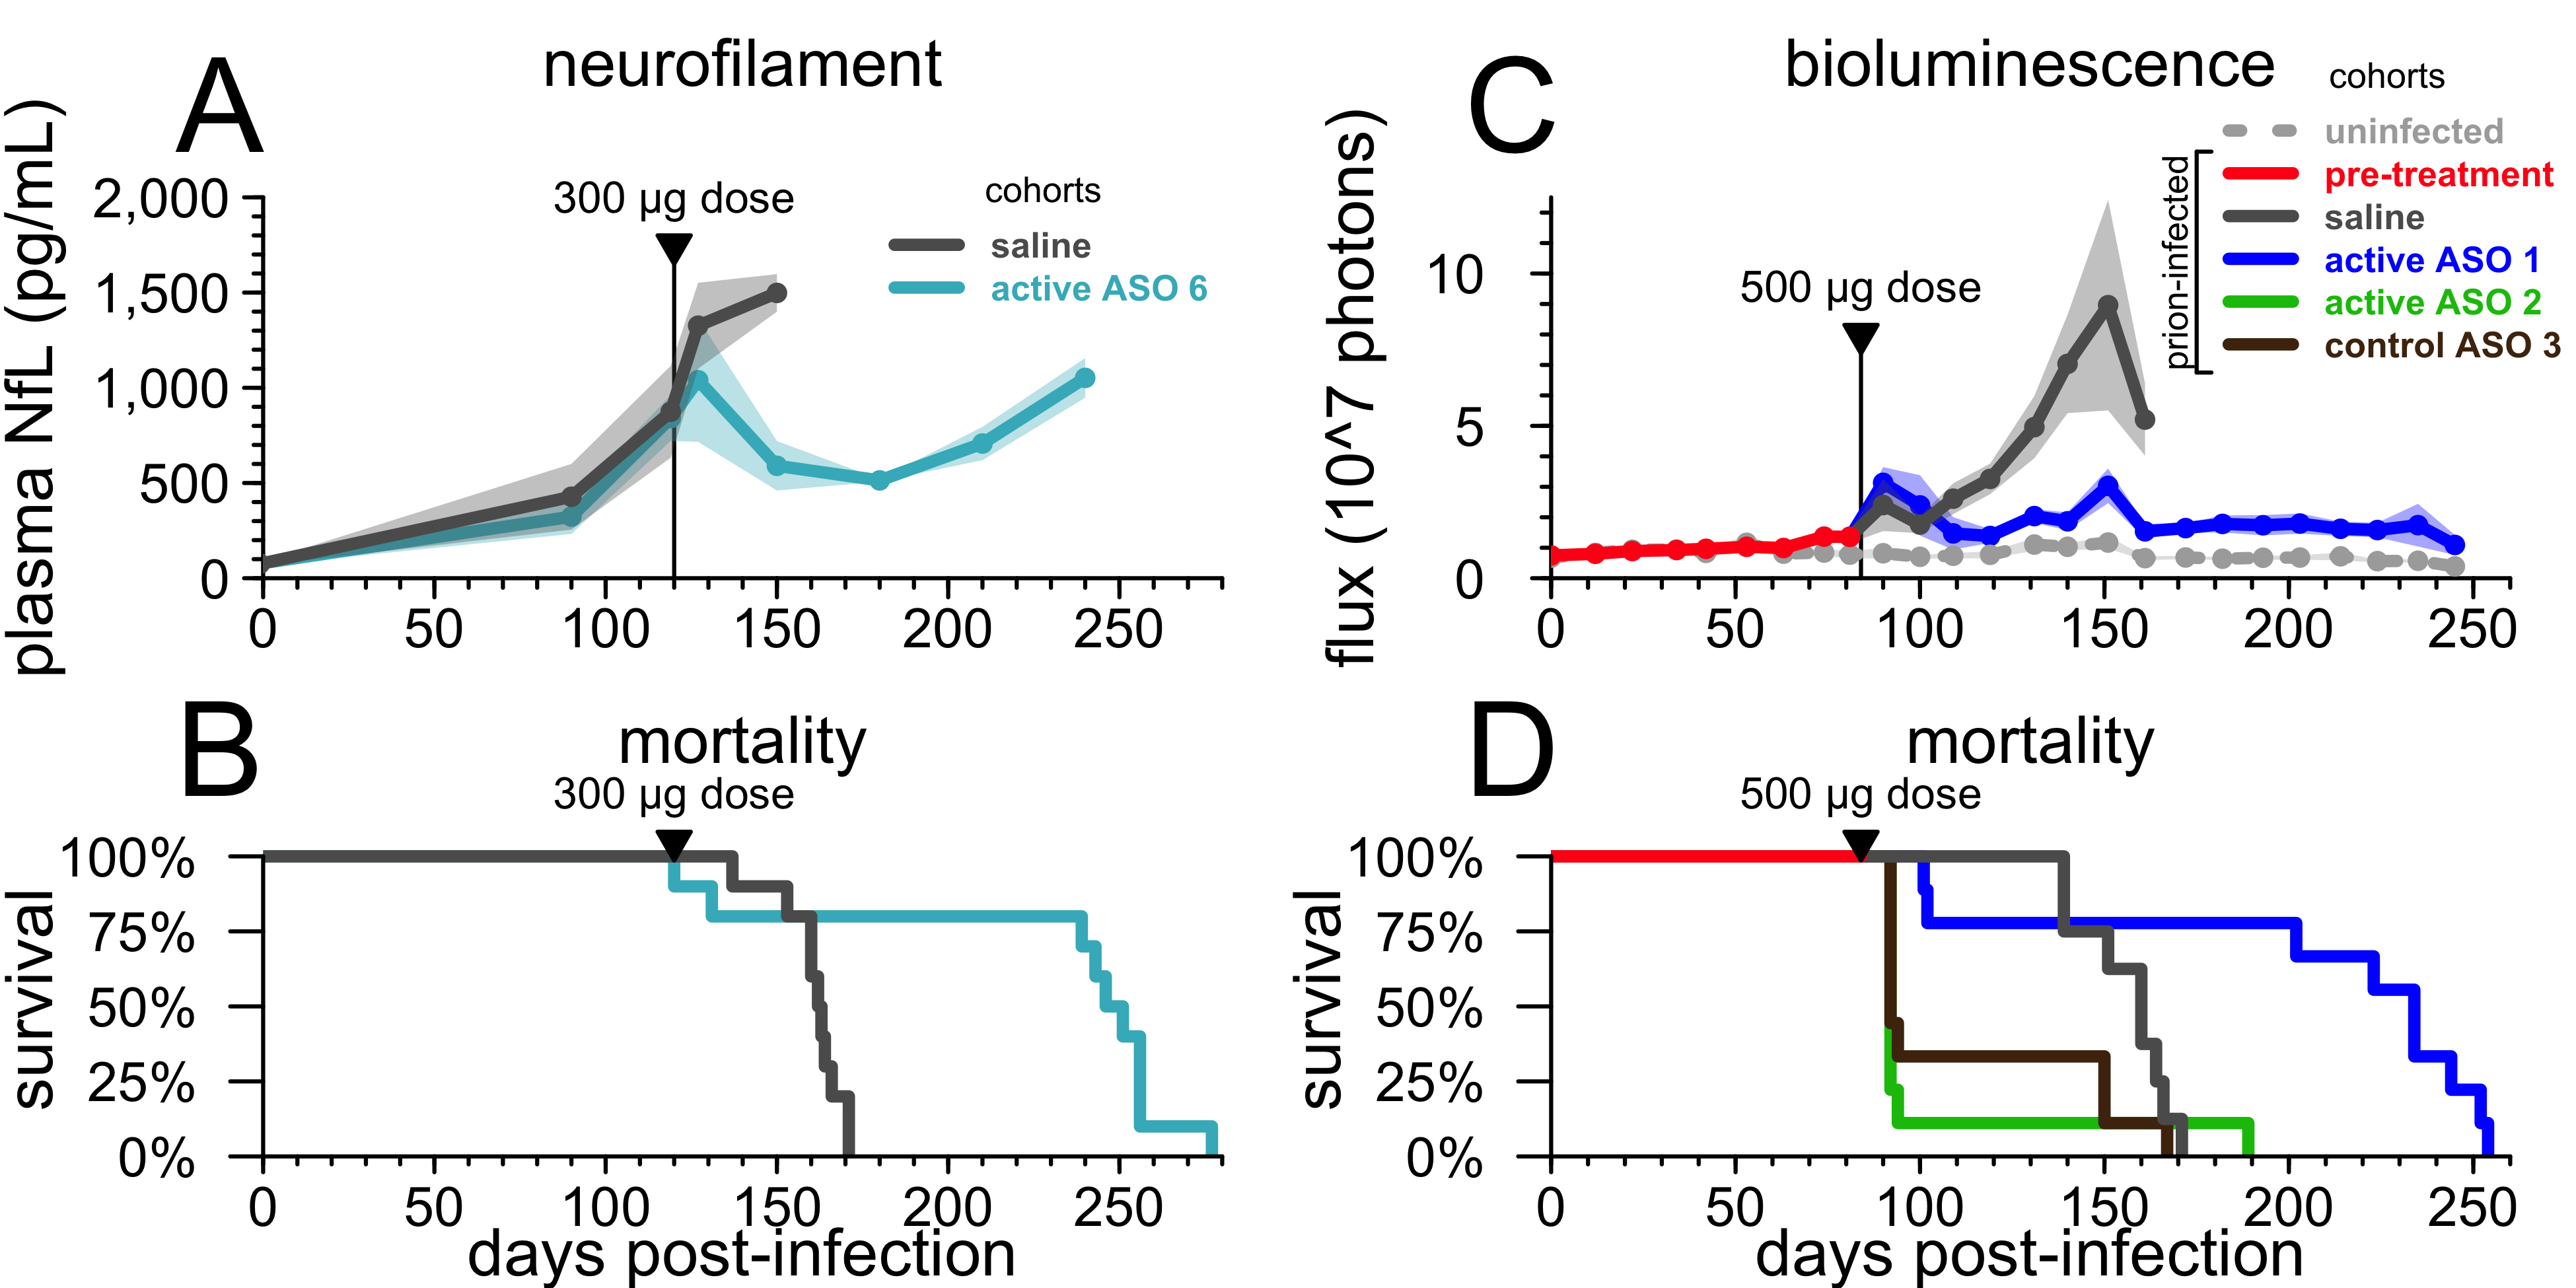 A
neurofilament
plasma NfL (pg/mL)
2,000
1,500
1,000
500
0
300 µg dose
cohorts
saline
active ASO 6
0 50 100 150 200 250
B
mortality
300 µg dose
survival
100%
75%
50%
25%
0%
0 50 100 150 200 250
days post-infection
C
bioluminescence
flux (10^7 photons)
10
5
0
500 µg dose
cohorts
uninfected
prion-infected
pre-treatment
saline
active ASO 1
active ASO 2
control ASO 3
0 50 100 150 200 250
D
mortality
500 µg dose
survival
100%
75%
50%
25%
0%
0 50 100 150 200 250
days post-infection